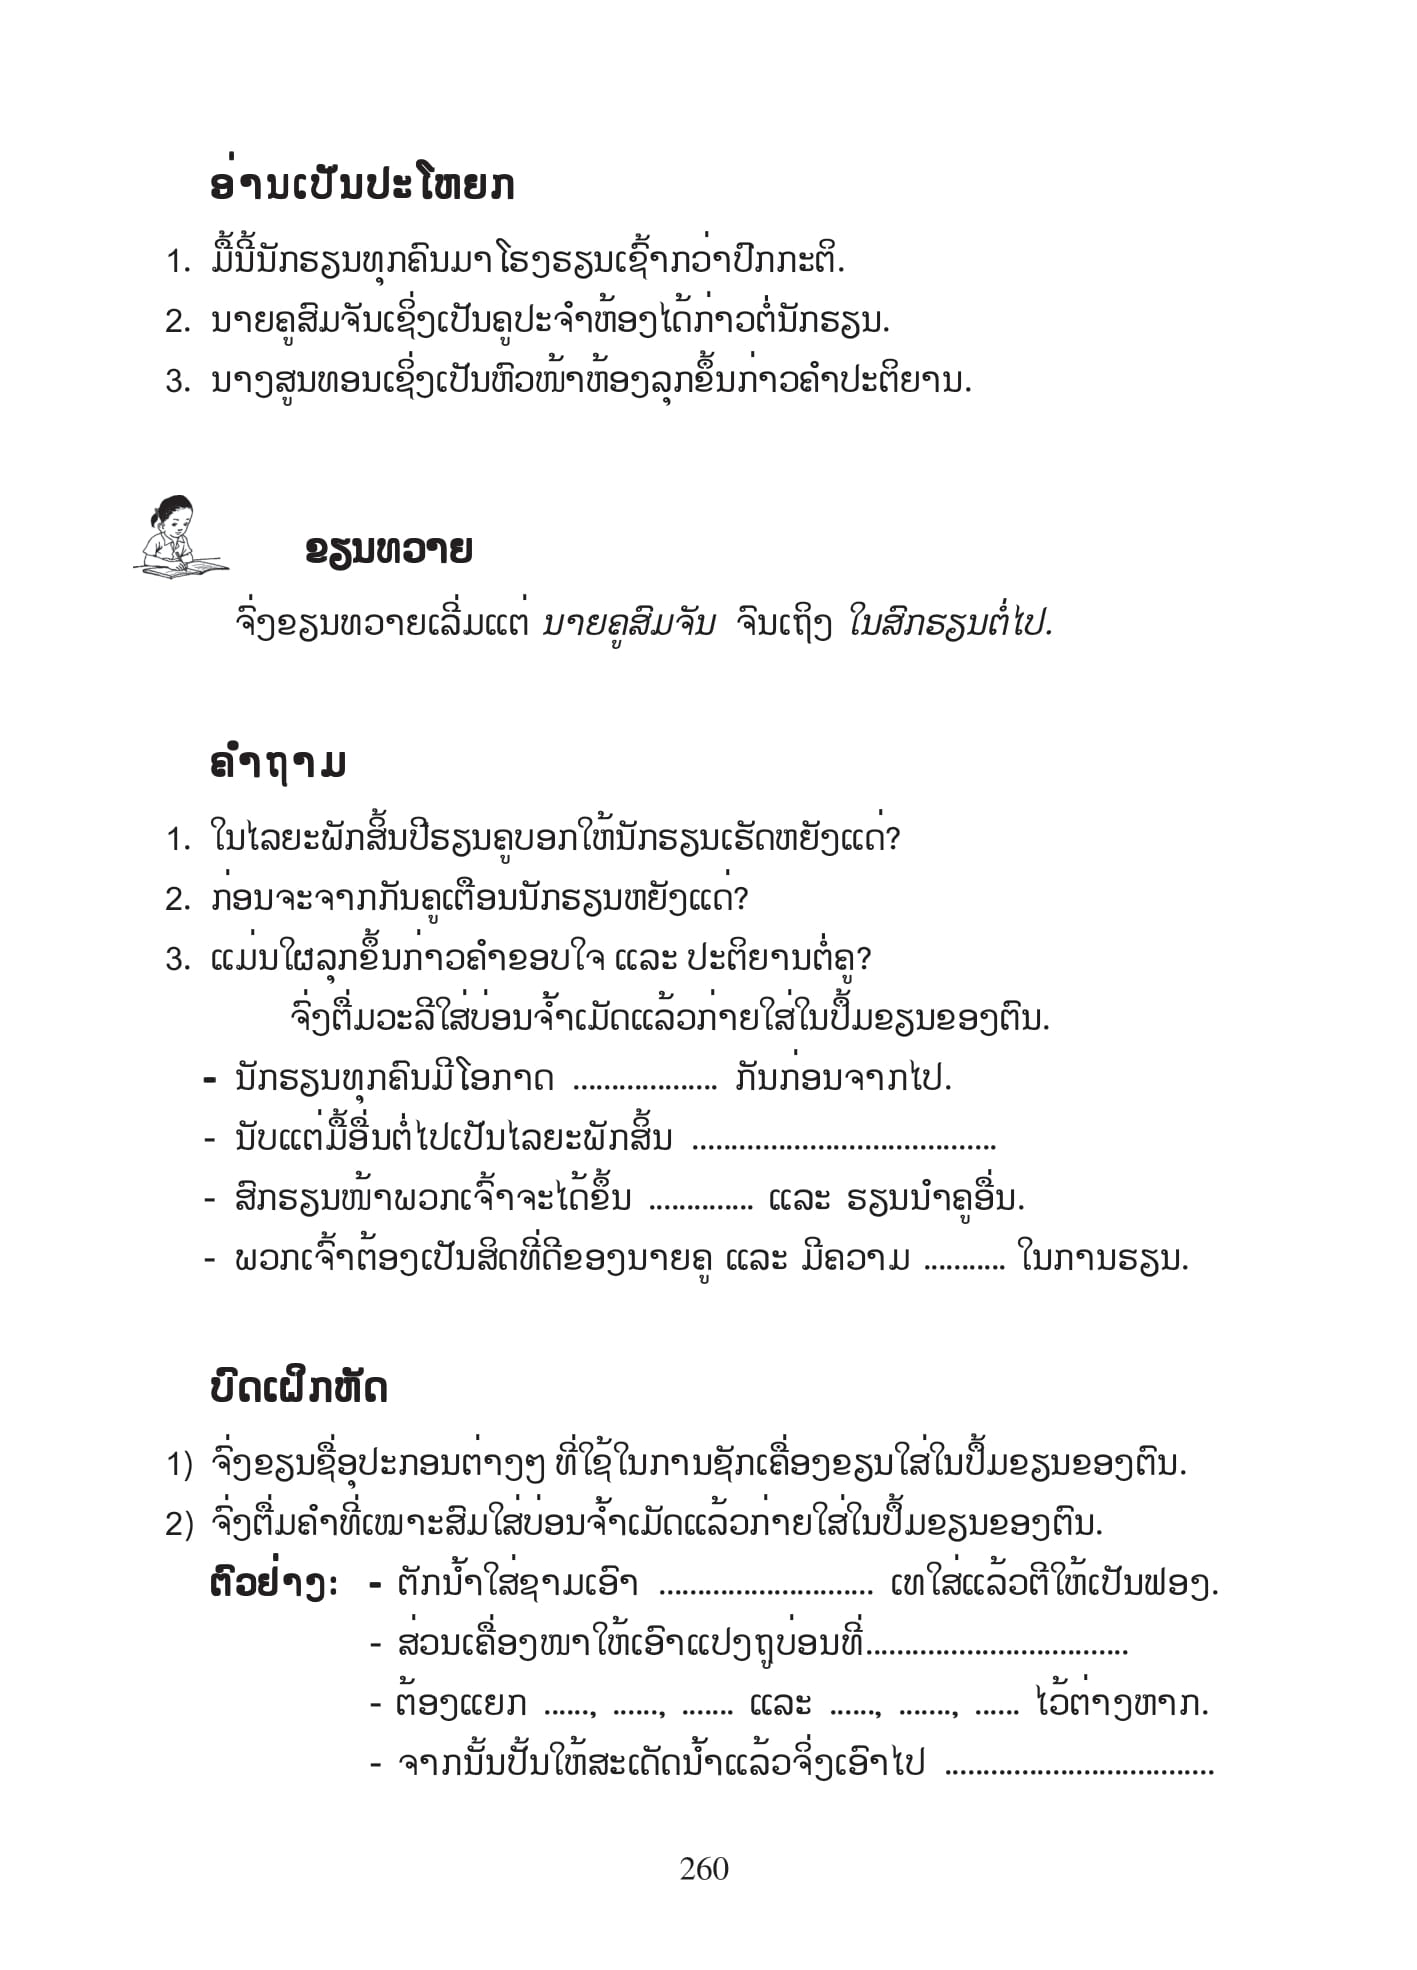 ອ່ານເປັນປະໂຫຍກ
1. ມື້ນີ້ນັກຮຽນທຸກຄົນມາໂຮງຮຽນເຊົ້າກວ່າປົກກະຕິ.
2. ນາຍຄູສົມຈັນເຊິ່ງເປັນຄູປະຈຳຫ້ອງໄດ້ກ່າວຕໍ່ນັກຮຽນ.
3. ນາງສູນທອນເຊິ່ງເປັນຫົວໜ້າຫ້ອງລຸກຂຶ້ນກ່າວຄຳປະຕິຍານ.
ຂຽນທວາຍ
ຈົ່ງຂຽນທວາຍເລີ່ມແຕ່ ນາຍຄູສົມຈັນ ຈົນເຖິງ ໃນສົກຮຽນຕໍ່ໄປ.
ຄຳຖາມ
1. ໃນໄລຍະພັກສິ້ນປີຮຽນຄູບອກໃຫ້ນັກຮຽນເຮັດຫຍັງແດ່?
2. ກ່ອນຈະຈາກກັນຄູເຕືອນນັກຮຽນຫຍັງແດ່?
3. ແມ່ນໃຜລຸກຂຶ້ນກ່າວຄຳຂອບໃຈ ແລະ ປະຕິຍານຕໍ່ຄູ?
ຈົ່ງຕື່ມວະລີໃສ່ບ່ອນຈ້ຳເມັດແລ້ວກ່າຍໃສ່ໃນປຶ້ມຂຽນຂອງຕົນ.
- ນັກຮຽນທຸກຄົນມີໂອກາດ ................... ກັນກ່ອນຈາກໄປ.
- ນັບແຕ່ມື້ອື່ນຕໍ່ໄປເປັນໄລຍະພັກສິ້ນ .......................................
- ສົກຮຽນໜ້າພວກເຈົ້າຈະໄດ້ຂຶ້ນ .............. ແລະ ຮຽນນຳຄູອື່ນ.
- ພວກເຈົ້າຕ້ອງເປັນສິດທີ່ດີຂອງນາຍຄູ ແລະ ມີຄວາມ ........... ໃນການຮຽນ.
ບົດເຝິກຫັດ
1) ຈົ່ງຂຽນຊື່ອຸປະກອນຕ່າງໆ ທີ່ໃຊ້ໃນການຊັກເຄື່ອງຂຽນໃສ່ໃນປຶ້ມຂຽນຂອງຕົນ.
2) ຈົ່ງຕື່ມຄຳທີ່ເໝາະສົມໃສ່ບ່ອນຈ້ຳເມັດແລ້ວກ່າຍໃສ່ໃນປຶ້ມຂຽນຂອງຕົນ.
ຕົວຢ່າງ: - ຕັກນ້ຳໃສ່ຊາມເອົາ ............................ ເທໃສ່ແລ້ວຕີໃຫ້ເປັນຟອງ.
- ສ່ວນເຄື່ອງໜາໃຫ້ເອົາແປງຖູບ່ອນທີ່..................................
- ຕ້ອງແຍກ ......, ......, ....... ແລະ ......, ......., ...... ໄວ້ຕ່າງຫາກ.
- ຈາກນັ້ນປັ້ນໃຫ້ສະເດັດນ້ຳແລ້ວຈິ່ງເອົາໄປ ...................................
260